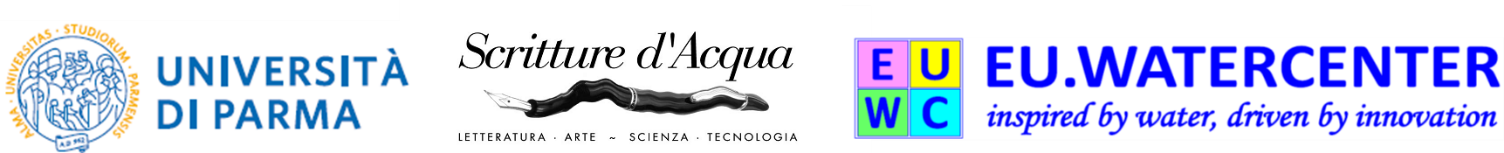 ALMA · UNIVERSITAS · STUDIORUM · PARMENSIS
A.D. 962
UNIVERSITÀ
DI PARMA
Scritture d'Acqua
LETTERATURA · ARTE ~ SCIENZA · TECNOLOGIA
E U
W C
EU.WATERCENTER
inspired by water, driven by innovation